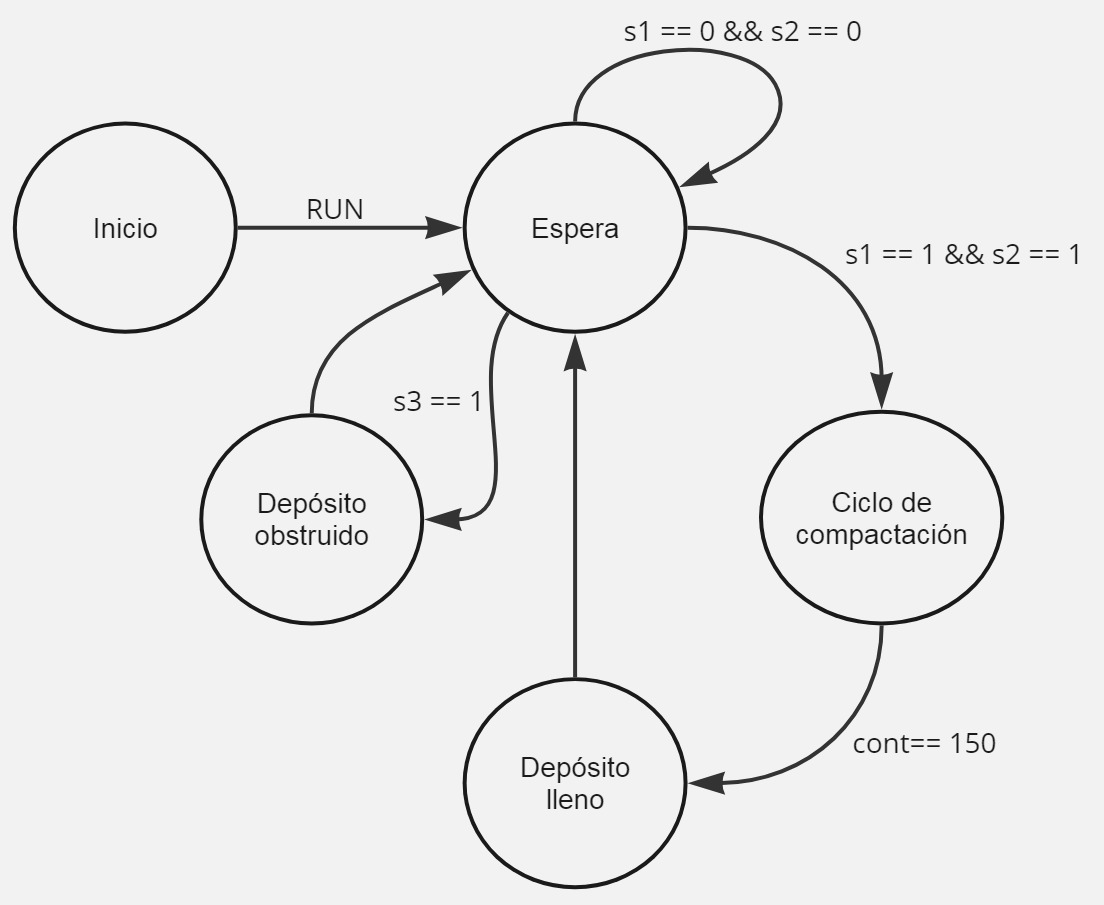 s1 == 0 && s2 == 0
Inicio
RUN
Espera
s1 == 1 && s2 == 1
s3 == 1
Depósito
obstruido
Ciclo de
compactación
cont== 150
Depósito
lleno